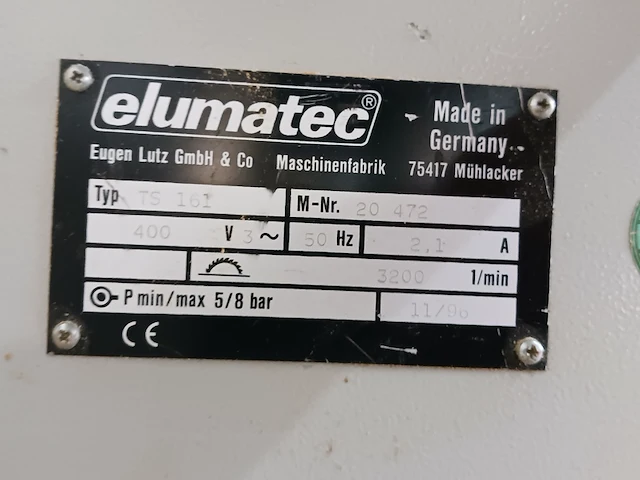 elumatec®
Made in
Germany
Eugen Lutz GmbH & Co Maschinenfabrik 75417 Mühlacker
Typ TS 161 M-Nr. 20 472
400 V 3 ~ 50 Hz 2.1 A
3200 1/min
P min/max 5/8 bar 11/96
CE